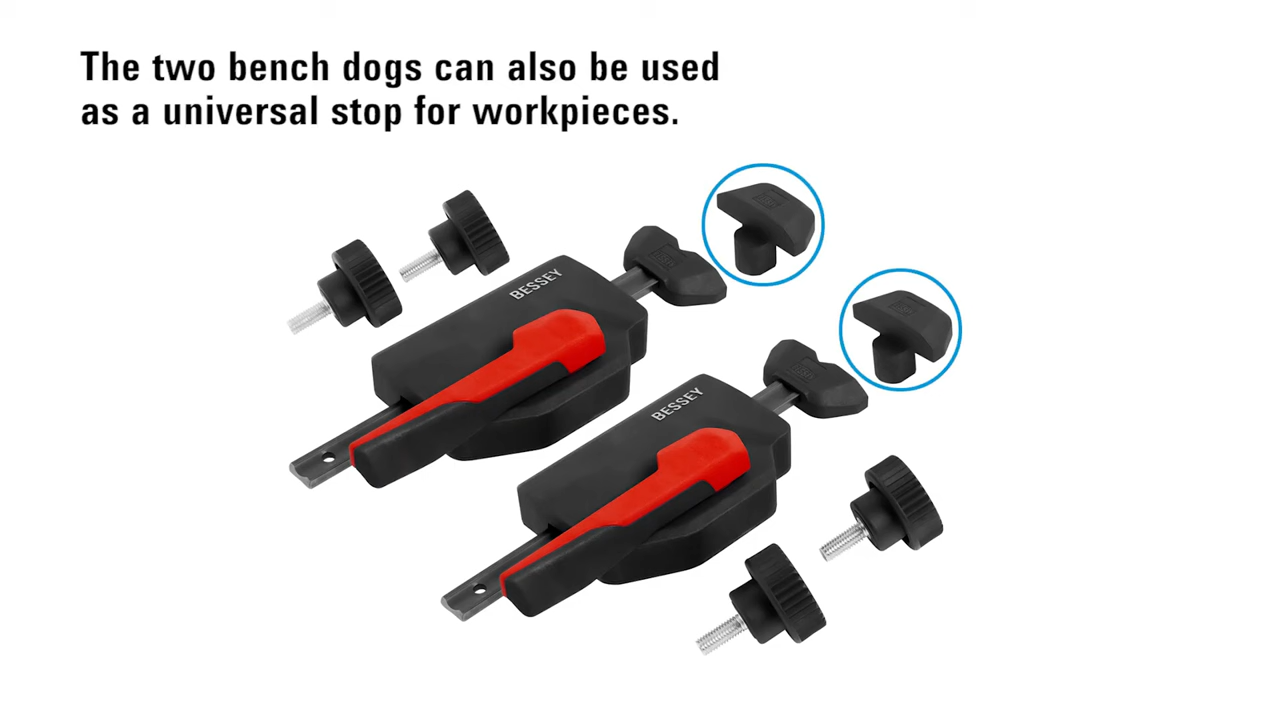 The two bench dogs can also be used
as a universal stop for workpieces.
BESSEY
BESSEY